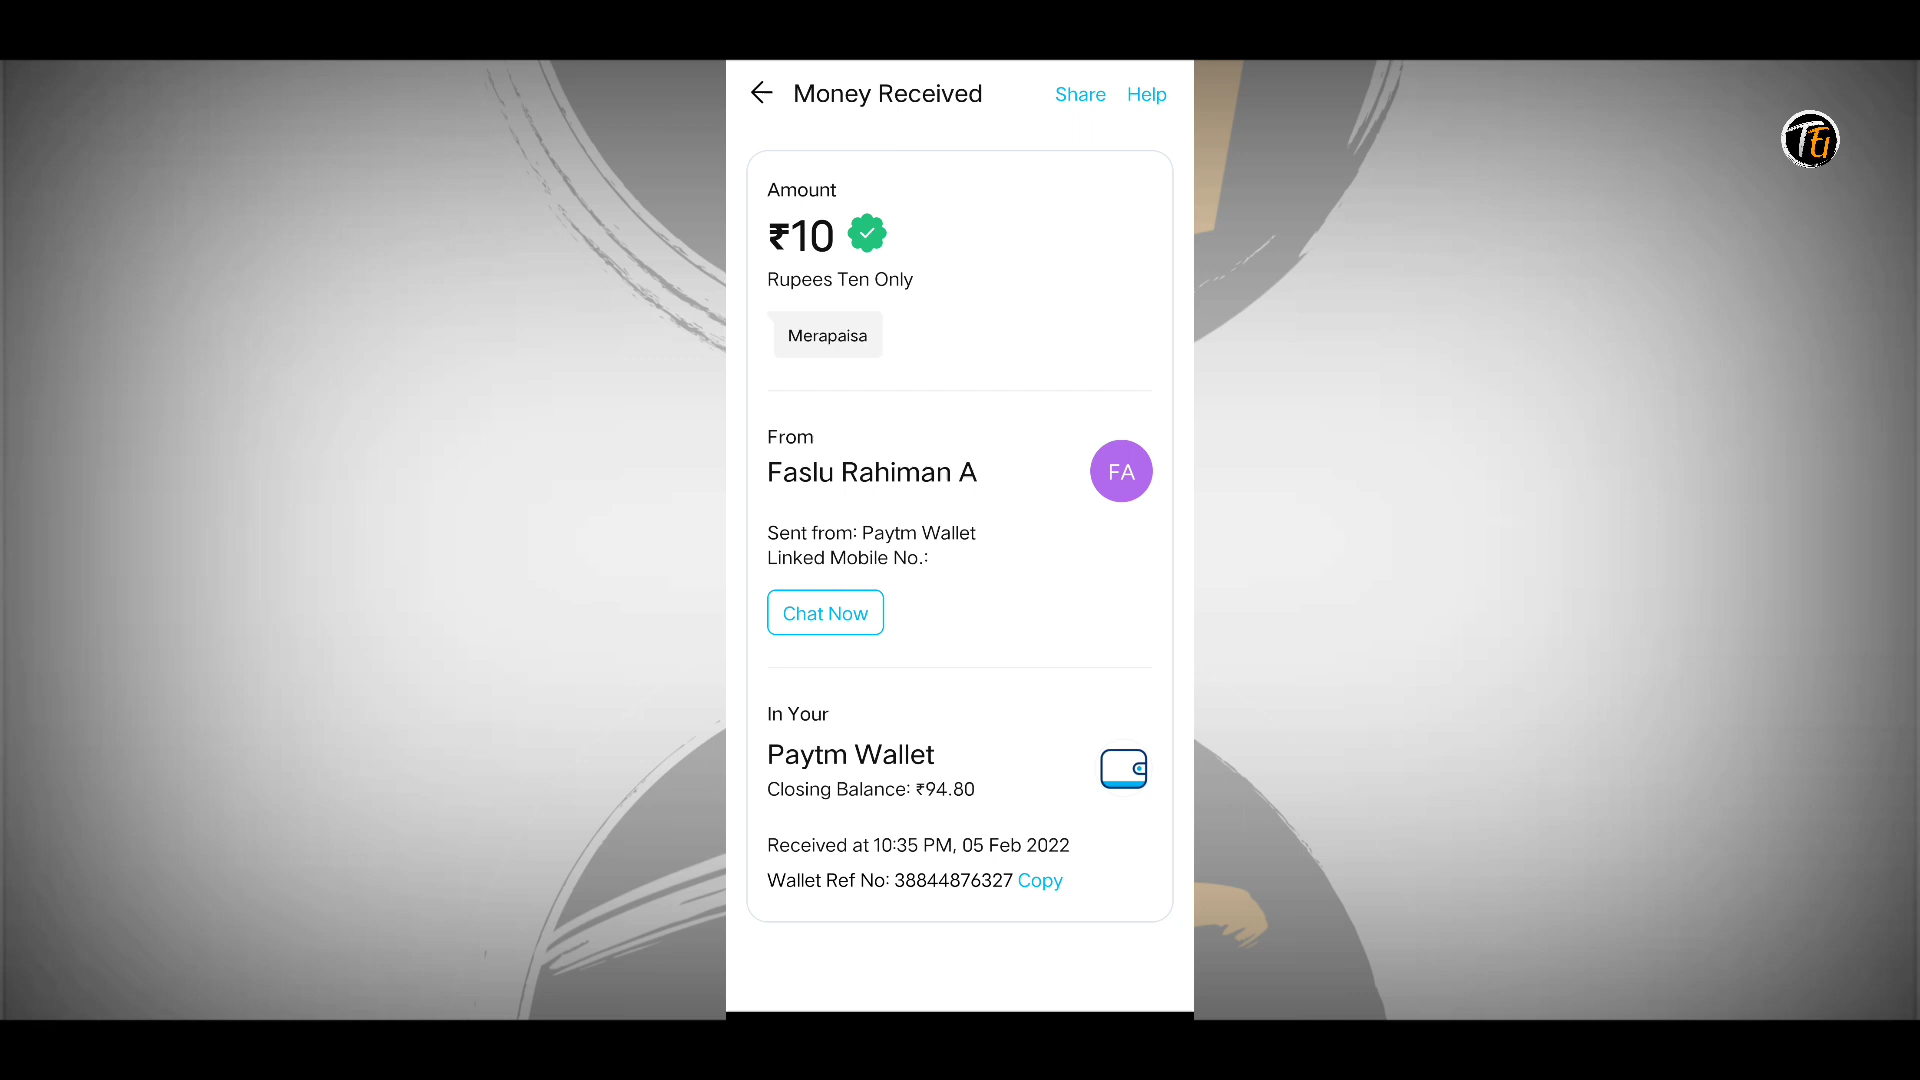 Money Received
Share Help
Amount
₹10
Rupees Ten Only
Merapaisa
From
Faslu Rahiman A
FA
Sent from: Paytm Wallet
Linked Mobile No.:
Chat Now
In Your
Paytm Wallet
Closing Balance: ₹94.80
Received at 10:35 PM, 05 Feb 2022
Wallet Ref No: 38844876327 Copy